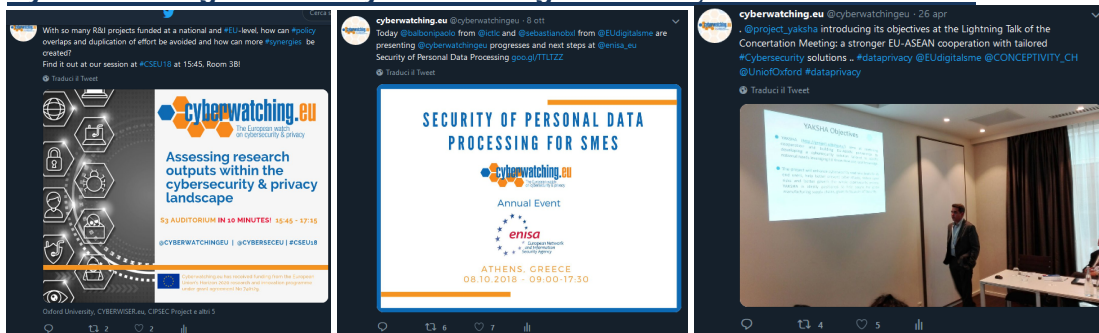 Cerca s
With so many R&I projects funded at a national and #EU-level, how can #policy
overlaps and duplication of effort be avoided and how can more #synergies be
created?
Find it out at our session at #CSEU18 at 15:45, Room 3B!
Traduci il Tweet
cyberwatching.eu
The European watch
on cybersecurity & privacy
Assessing research
outputs within the
cybersecurity & privacy
landscape
S3 AUDITORIUM IN 10 MINUTES! 15:45 - 17:15
@CYBERWATCHINGEU | @CYBERSECEU | #CSEU18
Oxford University, CYBERWISER.eu, CIPSEC Project e altri 5
2 2
cyberwatching.eu @cyberwatchingeu · 8 ott
Today @balbonipaolo from @ictlc and @sebastianobxl from @EUdigitalsme are
presenting @cyberwatchingeu progresses and next steps at @enisa_eu
Security of Personal Data Processing goo.gl/TTLTZZ
Traduci il Tweet
SECURITY OF PERSONAL DATA
PROCESSING FOR SMES
cyberwatching.eu
Annual Event
enisa
European Network
and Information
Security Agency
ATHENS, GREECE
08.10.2018 - 09:00-17:30
6 7
cyberwatching.eu @cyberwatchingeu · 26 apr
. @project_yaksha introducing its objectives at the Lightning Talk of the
Concertation Meeting: a stronger EU-ASEAN cooperation with tailored
#Cybersecurity solutions .. #dataprivacy @EUdigitalsme @CONCEPTIVITY_CH
@UniofOxford #dataprivacy
Traduci il Tweet
YAKSHA Objectives
4 5